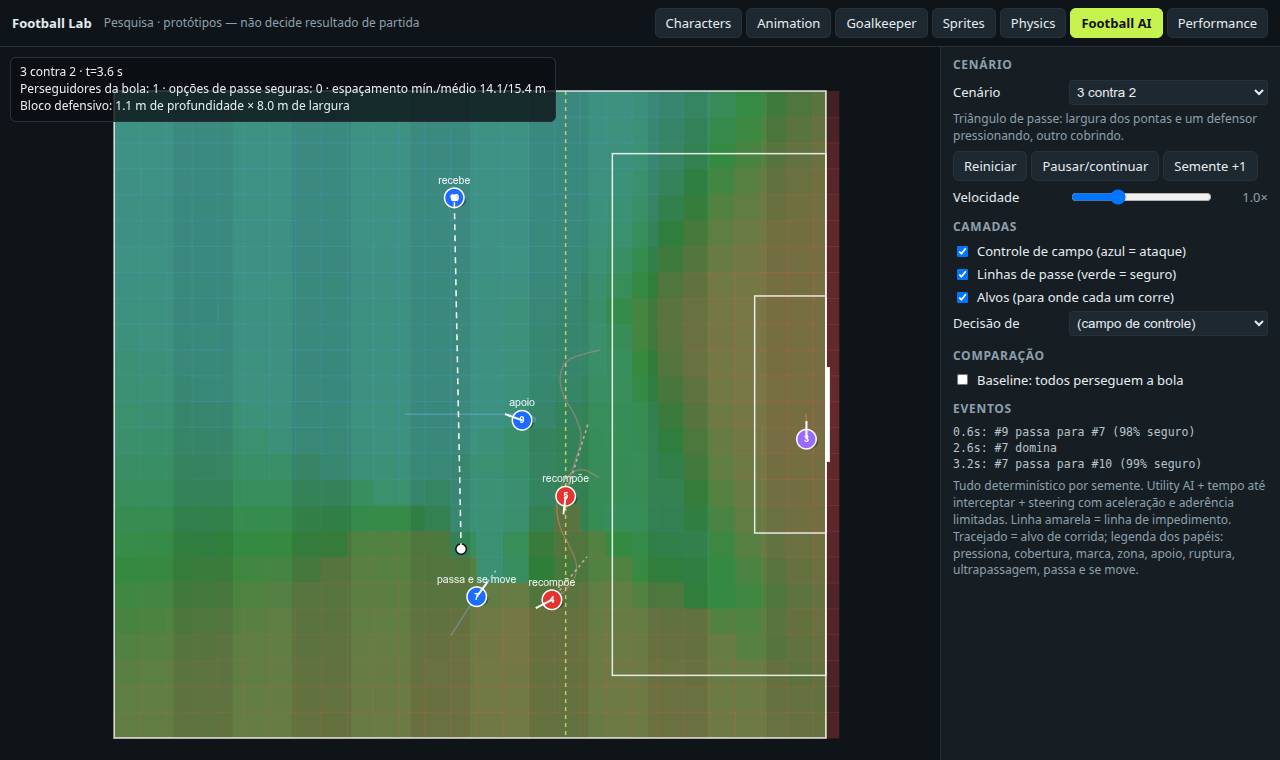 Football Lab
Pesquisa · protótipos — não decide resultado de partida
Characters
Animation
Goalkeeper
Sprites
Physics
Football AI
Performance
3 contra 2 · t=3.6 s
Perseguidores da bola: 1 · opções de passe seguras: 0 · espaçamento mín./médio 14.1/15.4 m
Bloco defensivo: 1.1 m de profundidade × 8.0 m de largura
recebe
apoio
9
3
recompõe
5
passa e se move
7
recompõe
4
CENÁRIO
Cenário
3 contra 2
Triângulo de passe: largura dos pontas e um defensor
pressionando, outro cobrindo.
Reiniciar
Pausar/continuar
Semente +1
Velocidade
1.0×
CAMADAS
Controle de campo (azul = ataque)
Linhas de passe (verde = seguro)
Alvos (para onde cada um corre)
Decisão de
(campo de controle)
COMPARAÇÃO
Baseline: todos perseguem a bola
EVENTOS
0.6s: #9 passa para #7 (98% seguro)
2.6s: #7 domina
3.2s: #7 passa para #10 (99% seguro)
Tudo determinístico por semente. Utility AI + tempo até
interceptar + steering com aceleração e aderência
limitadas. Linha amarela = linha de impedimento.
Tracejado = alvo de corrida; legenda dos papéis:
pressiona, cobertura, marca, zona, apoio, ruptura,
ultrapassagem, passa e se move.